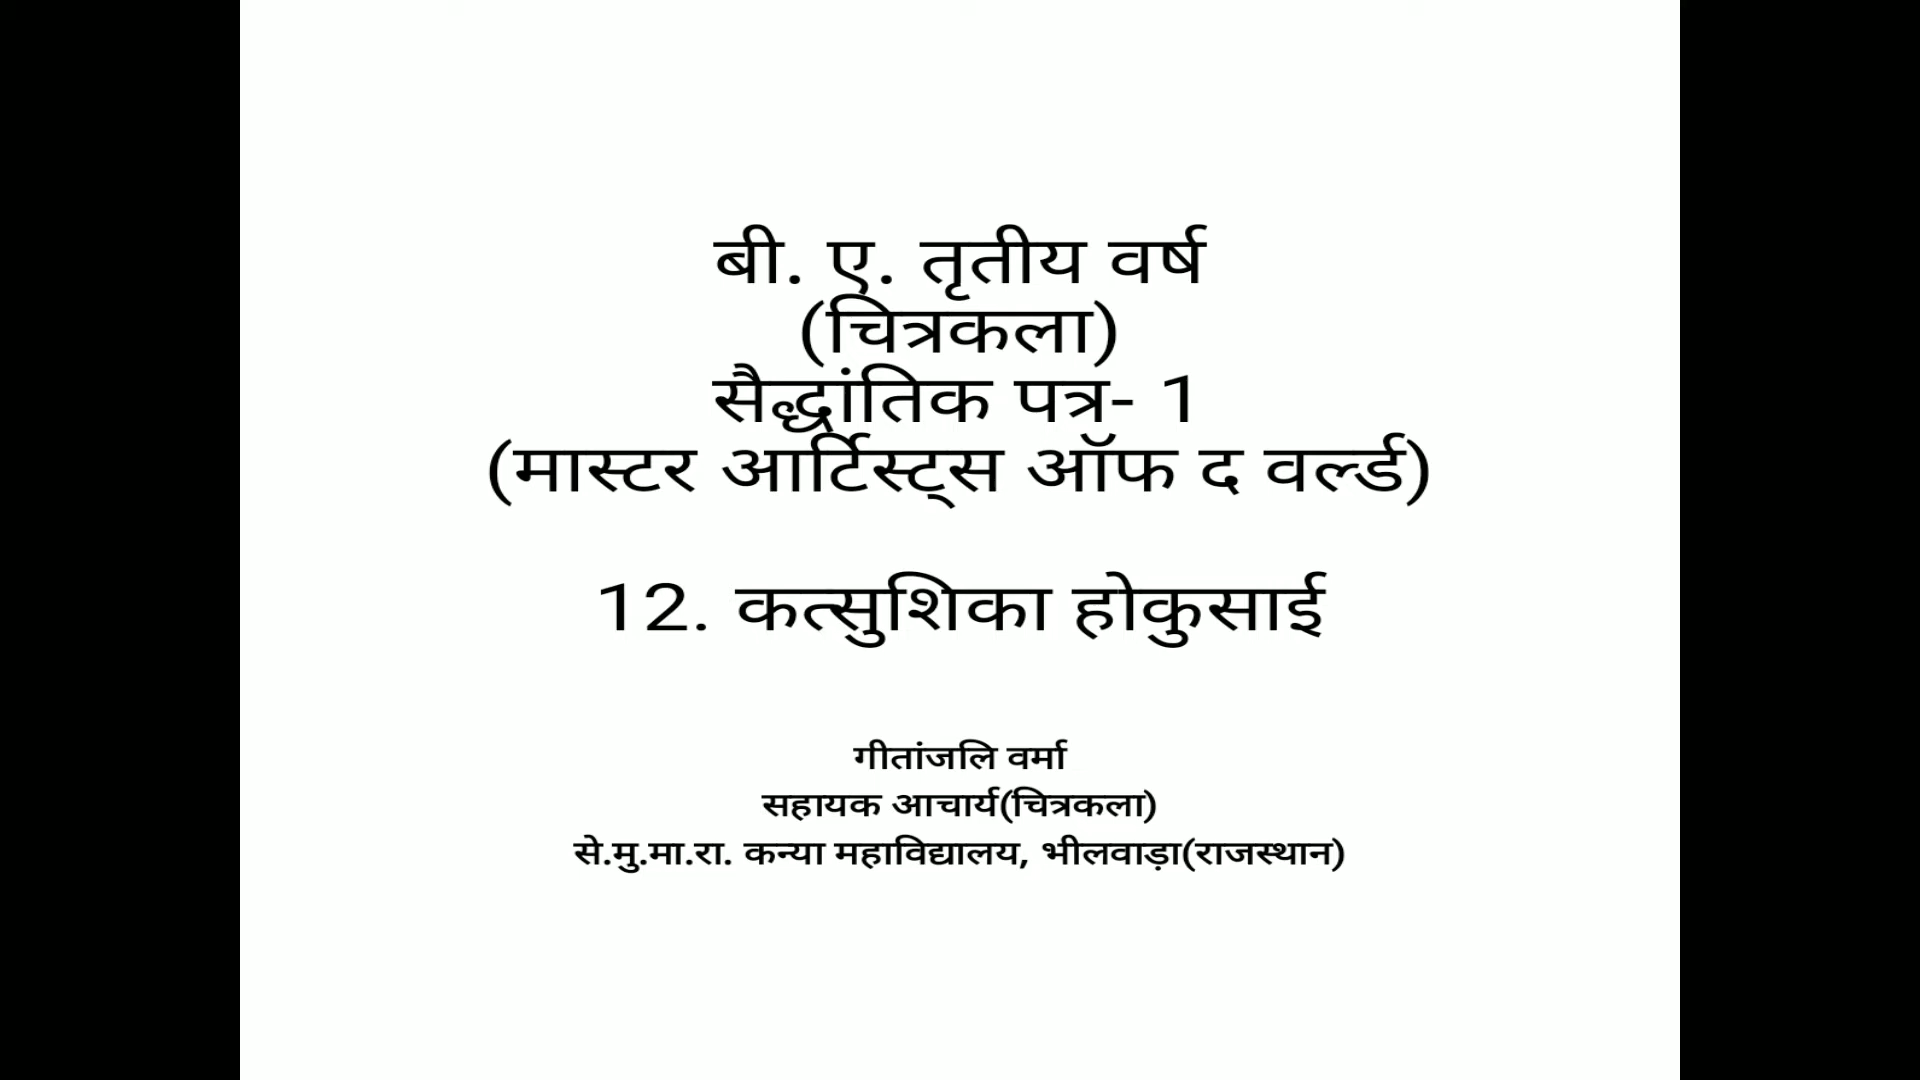 बी. ए. तृतीय वर्ष
(चित्रकला)
सैद्धांतिक पत्र- 1
(मास्टर आर्टिस्ट्स ऑफ द वर्ल्ड)
12. कत्सुशिका होकुसाई
गीतांजलि वर्मा
सहायक आचार्य(चित्रकला)
से.मु.मा.रा. कन्या महाविद्यालय, भीलवाड़ा(राजस्थान)